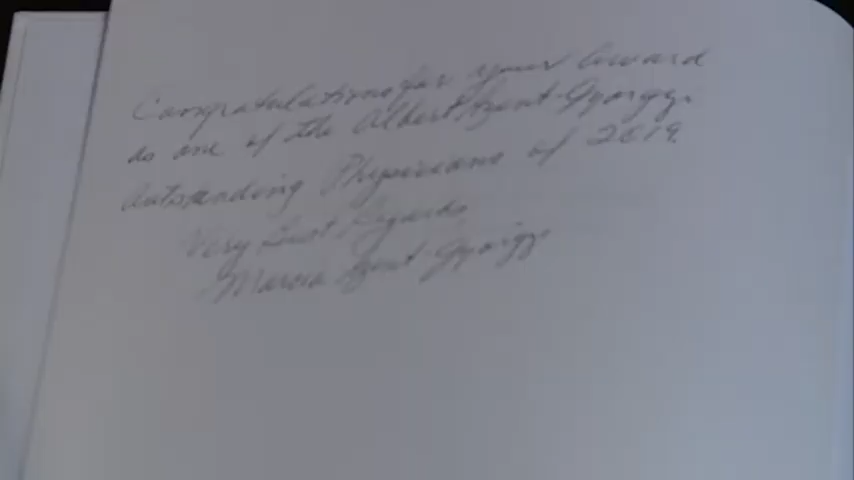 Congratulations for your award
as one of the Albert Szent-Gyorgyi
Outstanding Physicians of 2019.
Very Best Regards
Marcia Szent-Gyorgyi